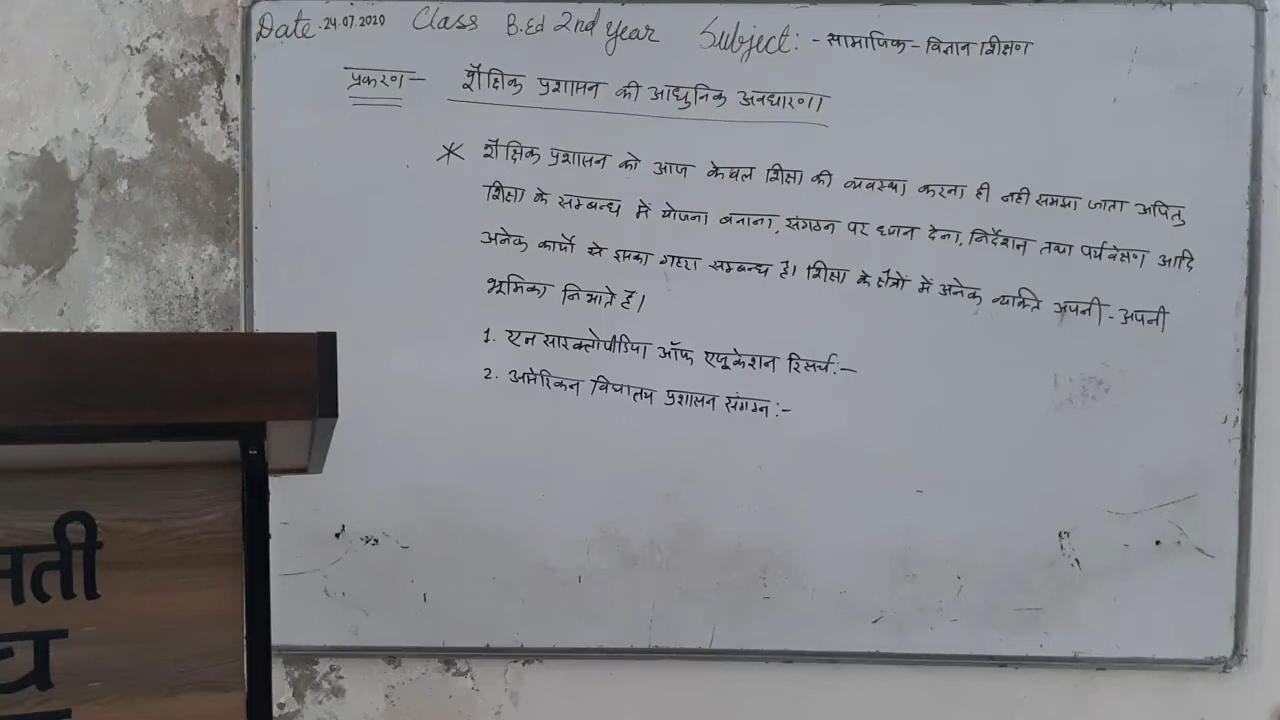 Date. 24.07.2020 Class B.Ed 2nd year Subject: - सामाजिक - विज्ञान शिक्षण
प्रकरण - शैक्षिक प्रशासन की आधुनिक अवधारणा
* शैक्षिक प्रशासन को आज केवल शिक्षा की व्यवस्था करना ही नही समझा जाता अपितु
शिक्षा के सम्बन्ध में योजना बनाना, संगठन पर ध्यान देना, निर्देशन तथा पर्यवेक्षण आदि
अनेक कार्यों से इसका गहरा सम्बन्ध है। शिक्षा के क्षेत्रों में अनेक व्यक्ति अपनी - अपनी
भूमिका निभाते हैं।
1. एनसाइक्लोपीडिया ऑफ एजूकेशन रिसर्च:-
2. अमेरिकन विद्यालय प्रशासन संगठन:-
मती